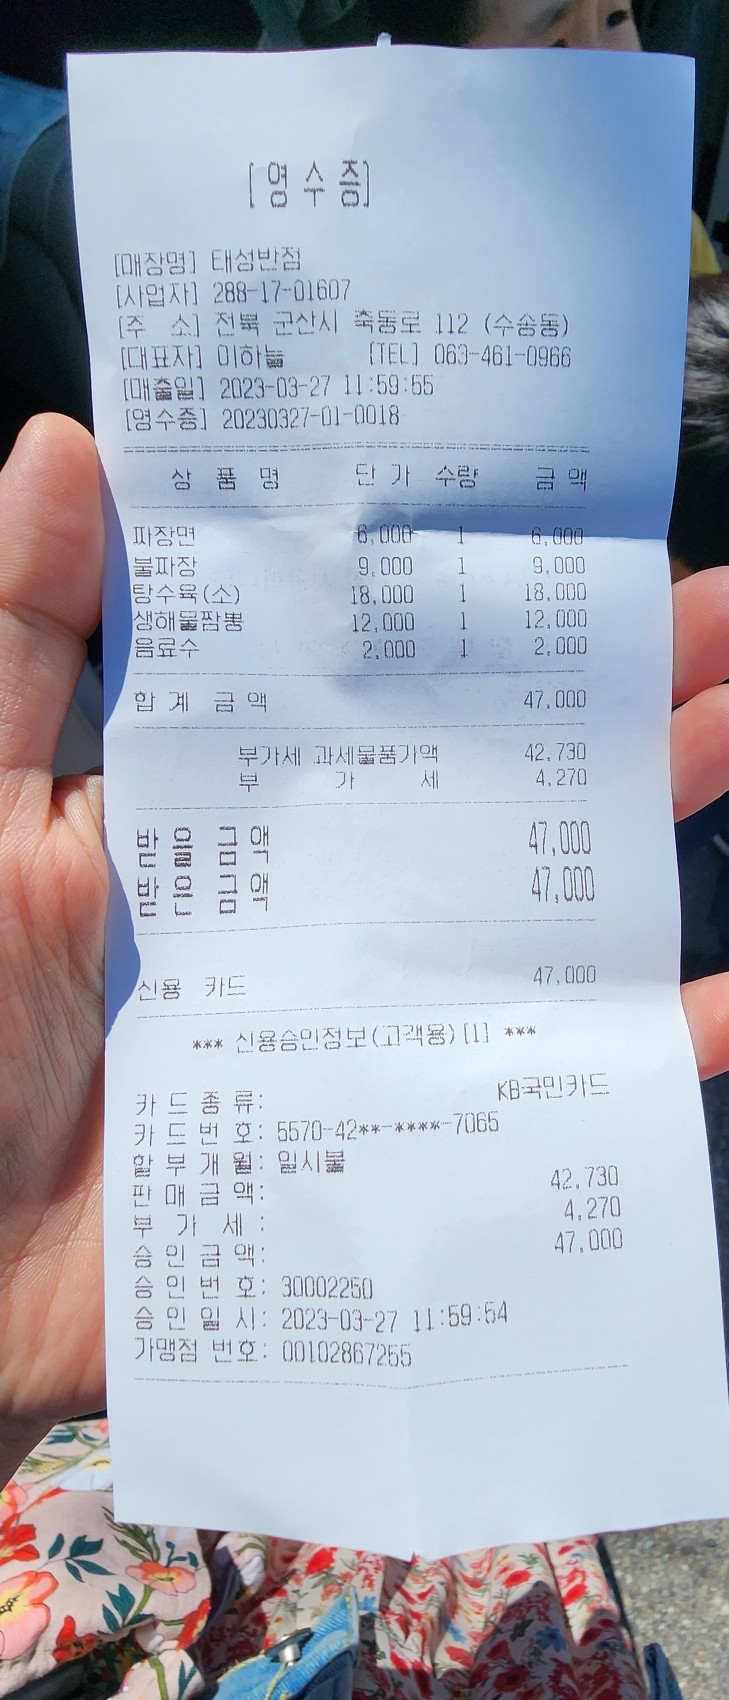 [영수증]
[매장명] 태성반점
[사업자] 288-17-01607
[주 소] 전북 군산시 축동로 112 (수송동)
[대표자] 이하늘 [TEL] 063-461-0966
[매출일] 2023-03-27 11:59:55
[영수증] 20230327-01-0018
상 품 명 단 가 수량 금 액
짜장면 6,000 1 6,000
불짜장 9,000 1 9,000
탕수육(소) 18,000 1 18,000
생해물짬뽕 12,000 1 12,000
음료수 2,000 1 2,000
합 계 금 액 47,000
부가세 과세물품가액 42,730
부 가 세 4,270
받 을 금 액 47,000
받 은 금 액 47,000
신용 카드 47,000
*** 신용승인정보(고객용)[1] ***
카 드 종 류: KB국민카드
카 드 번 호: 5570-42**-****-7065
할 부 개 월: 일시불
판 매 금 액: 42,730
부 가 세 : 4,270
승 인 금 액: 47,000
승 인 번 호: 30002250
승 인 일 시: 2023-03-27 11:59:54
가맹점 번호: 00102867255